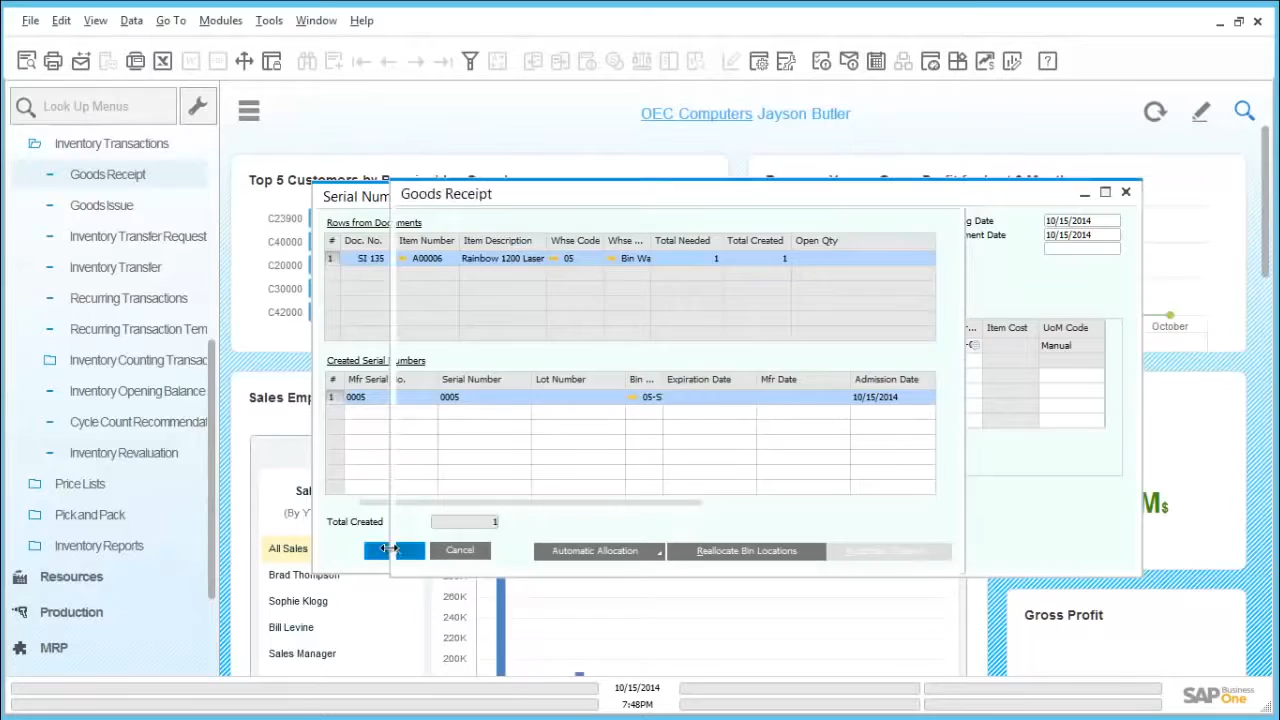 File Edit View Data Go To Modules Tools Window Help
Look Up Menus
OEC Computers Jayson Butler
Inventory Transactions
Goods Receipt
Goods Issue
Inventory Transfer Request
Inventory Transfer
Recurring Transactions
Recurring Transaction Tem
Inventory Counting Transac
Inventory Opening Balance
Cycle Count Recommenda
Inventory Revaluation
Price Lists
Pick and Pack
Inventory Reports
Resources
Production
MRP
Top 5 Customers by
C23900
C40000
C20000
C30000
C42000
October
Sales Emp
(By Y
All Sales
Brad Thompson
Sophie Klogg
Bill Levine
Sales Manager
260K
240K
220K
200K
M$
Gross Profit
Serial Num
Goods Receipt
Rows from Documents
# Doc. No. Item Number Item Description Whse Code Whse ... Total Needed Total Created Open Qty
1 SI 135 A00006 Rainbow 1200 Laser 05 Bin Wa 1 1
Created Serial Numbers
# Mfr Serial No. Serial Number Lot Number Bin ... Expiration Date Mfr Date Admission Date
1 0005 0005 05-S 10/15/2014
Total Created 1
Cancel Automatic Allocation Reallocate Bin Locations
g Date 10/15/2014
ment Date 10/15/2014
... Item Cost UoM Code
Manual
10/15/2014
7:48PM
SAP Business One